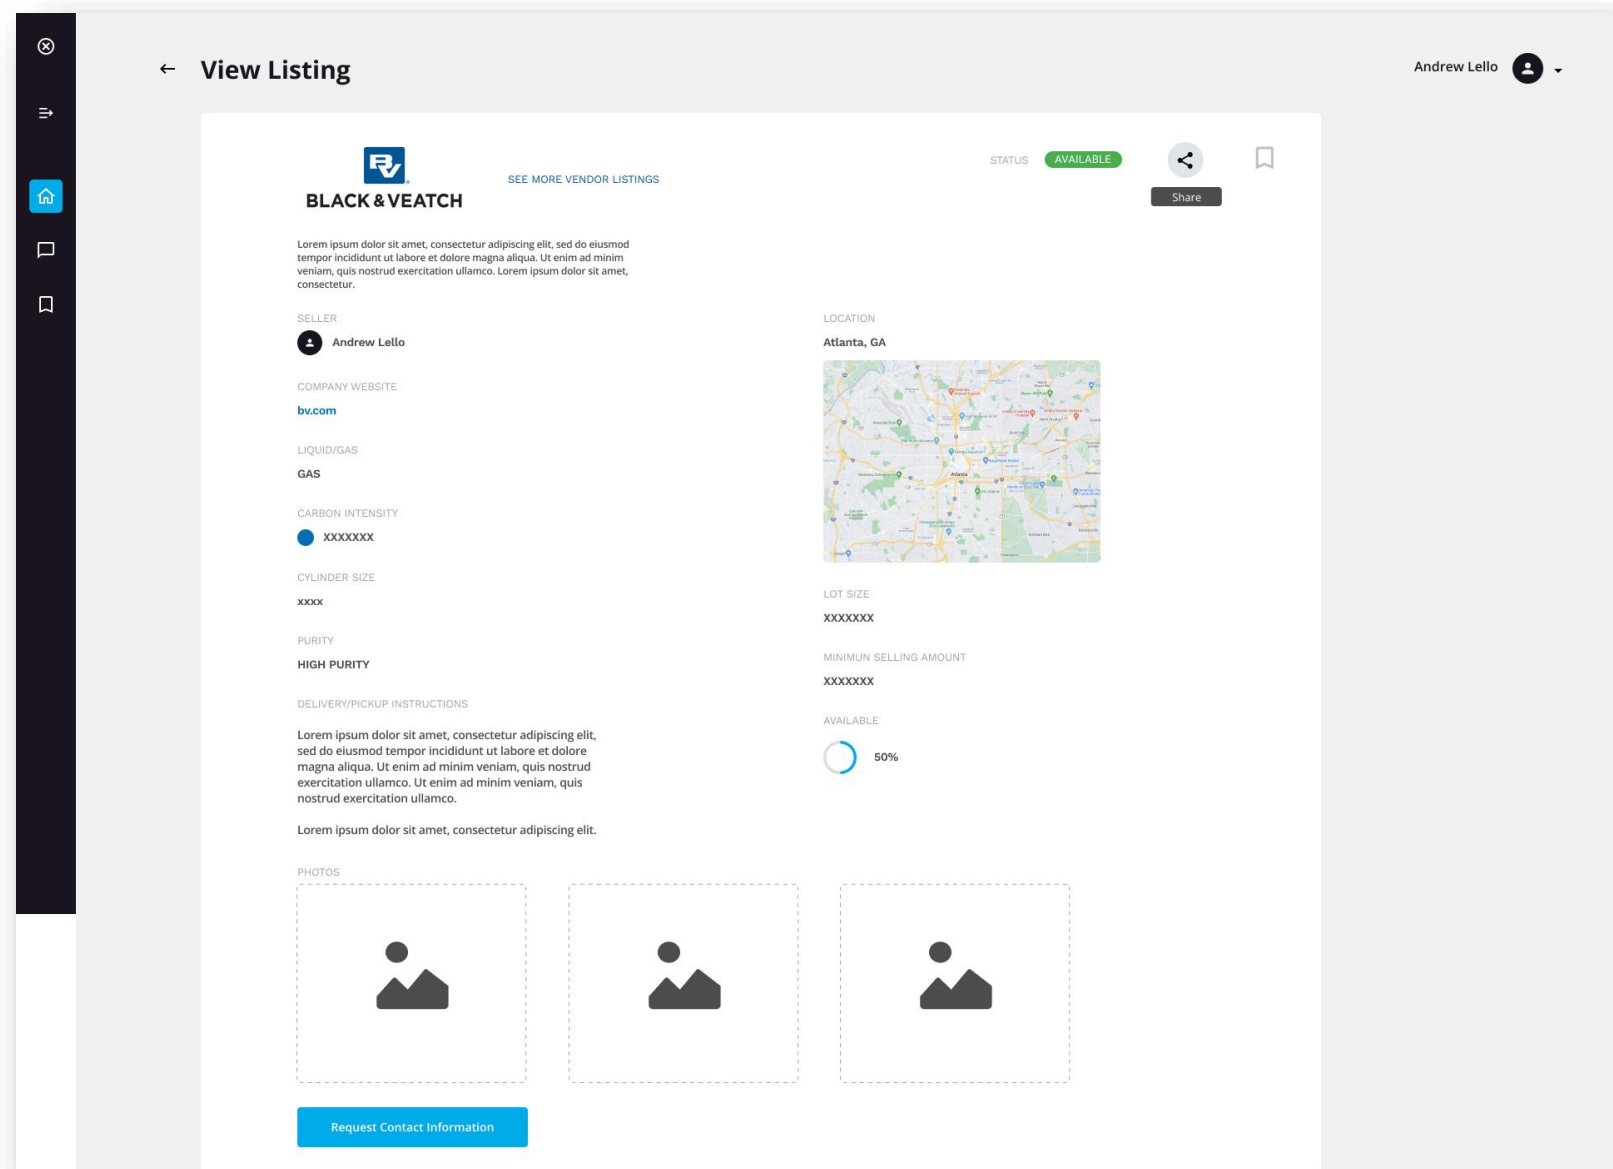 View Listing
Andrew Lello
BV
BLACK & VEATCH
SEE MORE VENDOR LISTINGS
STATUS
AVAILABLE
Share
Lorem ipsum dolor sit amet, consectetur adipiscing elit, sed do eiusmod
tempor incididunt ut labore et dolore magna aliqua. Ut enim ad minim
veniam, quis nostrud exercitation ullamco. Lorem ipsum dolor sit amet,
consectetur.
SELLER
Andrew Lello
COMPANY WEBSITE
bv.com
LIQUID/GAS
GAS
CARBON INTENSITY
XXXXXXX
CYLINDER SIZE
xxxx
PURITY
HIGH PURITY
DELIVERY/PICKUP INSTRUCTIONS
Lorem ipsum dolor sit amet, consectetur adipiscing elit,
sed do eiusmod tempor incididunt ut labore et dolore
magna aliqua. Ut enim ad minim veniam, quis nostrud
exercitation ullamco. Ut enim ad minim veniam, quis
nostrud exercitation ullamco.
Lorem ipsum dolor sit amet, consectetur adipiscing elit.
LOCATION
Atlanta, GA
Atlanta
LOT SIZE
XXXXXXX
MINIMUN SELLING AMOUNT
XXXXXXX
AVAILABLE
50%
PHOTOS
Request Contact Information